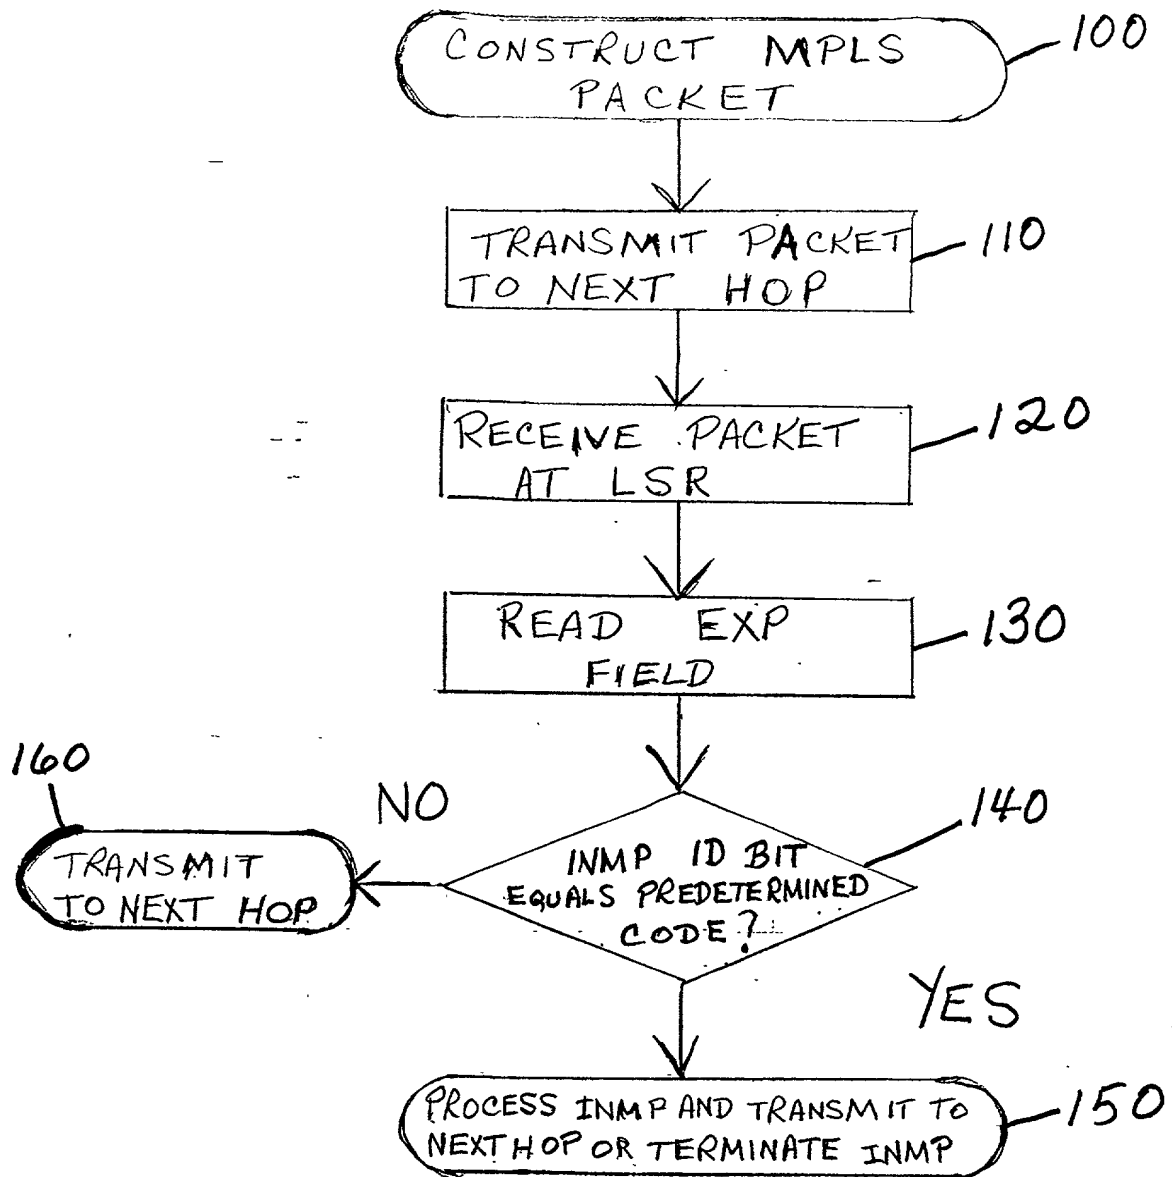 CONSTRUCT MPLS
PACKET
100
TRANSMIT PACKET
TO NEXT HOP
110
RECEIVE PACKET
AT LSR
120
READ EXP
FIELD
130
160
NO
140
TRANSMIT
TO NEXT HOP
INMP ID BIT
EQUALS PREDETERMINED
CODE?
YES
PROCESS INMP AND TRANSMIT TO
NEXT HOP OR TERMINATE INMP
150